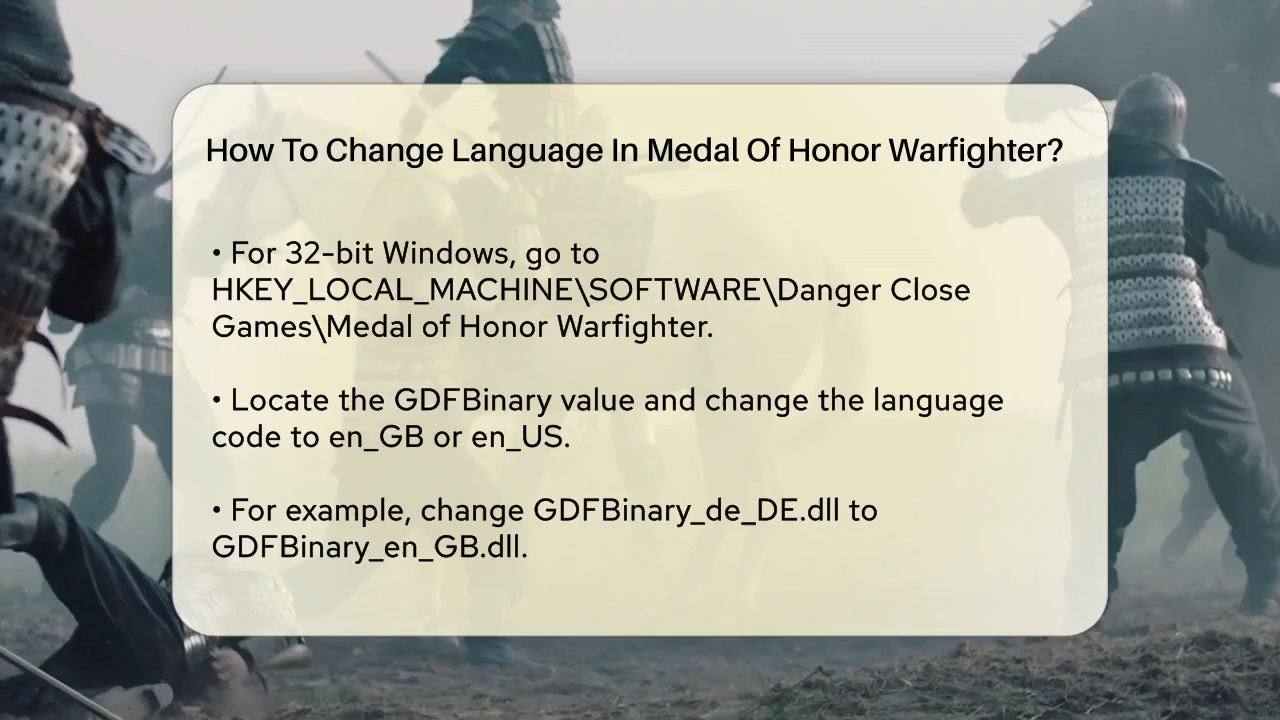 How To Change Language In Medal Of Honor Warfighter?
• For 32-bit Windows, go to
HKEY_LOCAL_MACHINE\SOFTWARE\Danger Close
Games\Medal of Honor Warfighter.
• Locate the GDFBinary value and change the language
code to en_GB or en_US.
• For example, change GDFBinary_de_DE.dll to
GDFBinary_en_GB.dll.